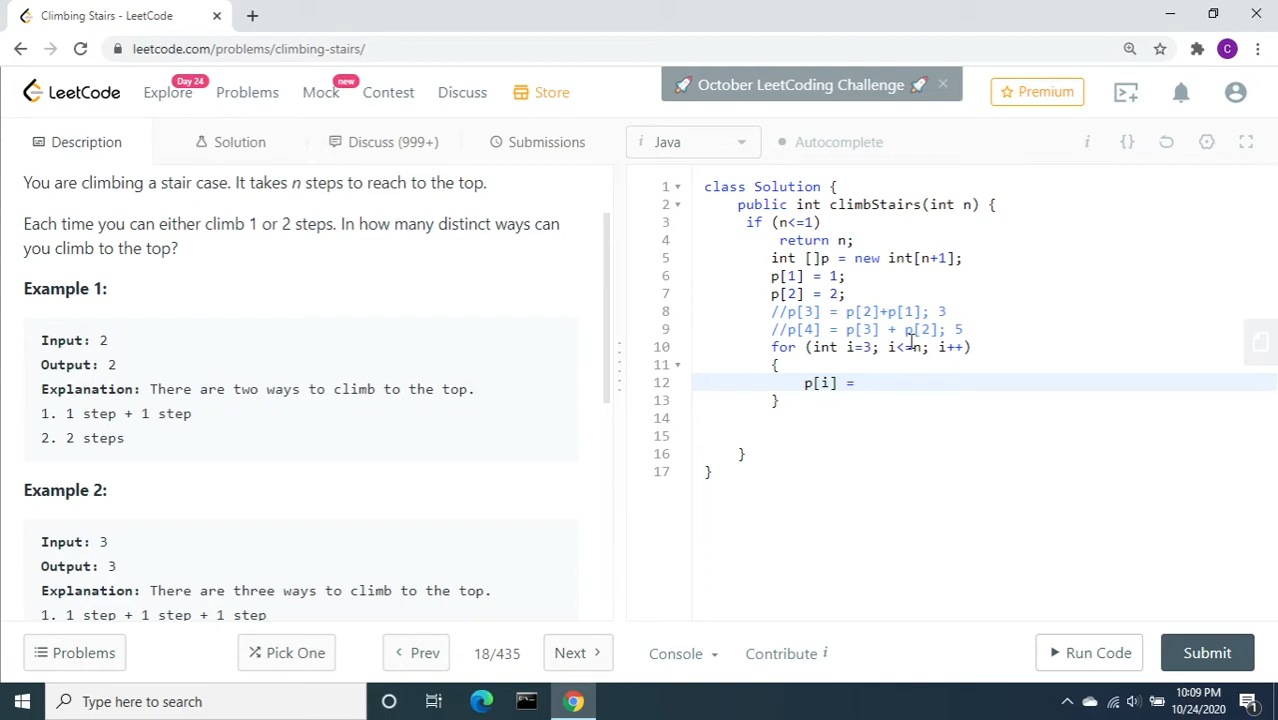 Climbing Stairs - LeetCode
leetcode.com/problems/climbing-stairs/
C
LeetCode
Explore
Day 24
Problems
Mock
new
Contest
Discuss
Store
🚀 October LeetCoding Challenge 🚀
Premium
Description
Solution
Discuss (999+)
Submissions
i Java
Autocomplete
i {}
You are climbing a stair case. It takes n steps to reach to the top.
Each time you can either climb 1 or 2 steps. In how many distinct ways can
you climb to the top?
Example 1:
Input: 2
Output: 2
Explanation: There are two ways to climb to the top.
1. 1 step + 1 step
2. 2 steps
Example 2:
Input: 3
Output: 3
Explanation: There are three ways to climb to the top.
1. 1 step + 1 step + 1 step
1 class Solution {
2 public int climbStairs(int n) {
3 if (n<=1)
4 return n;
5 int []p = new int[n+1];
6 p[1] = 1;
7 p[2] = 2;
8 //p[3] = p[2]+p[1]; 3
9 //p[4] = p[3] + p[2]; 5
10 for (int i=3; i<=n; i++)
11 {
12 p[i] =
13 }
14
15
16 }
17 }
Problems
Pick One
Prev
18/435
Next
Console
Contribute i
Run Code
Submit
Type here to search
10:09 PM
10/24/2020
1